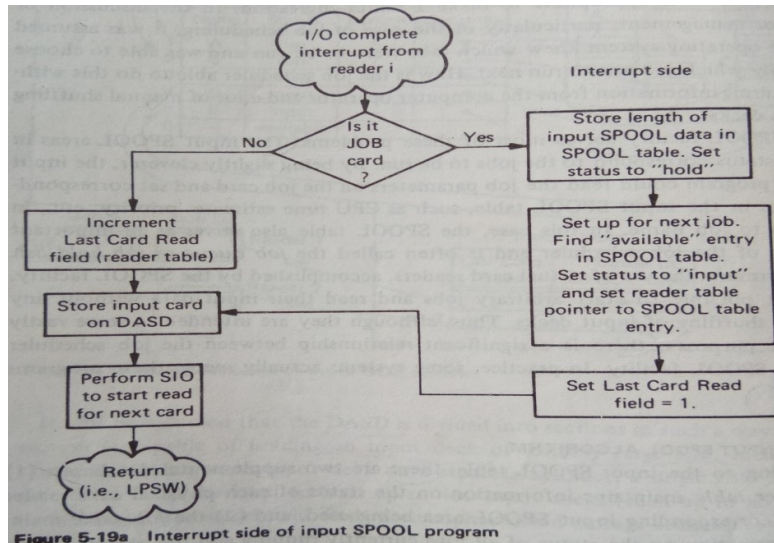 I/O complete
interrupt from
reader i
Interrupt side
Is it
JOB
card
?
No
Yes
Store length of
input SPOOL data in
SPOOL table. Set
status to "hold"
Increment
Last Card Read
field (reader table)
Set up for next job.
Find "available" entry
in SPOOL table.
Set status to "input"
and set reader table
pointer to SPOOL table
entry.
Store input
on DASD
Set Last Card Read
field = 1.
Perform SIO
to start read
for next card
Return
(i.e., LPSW)
Figure 5-19a Interrupt side of input SPOOL program